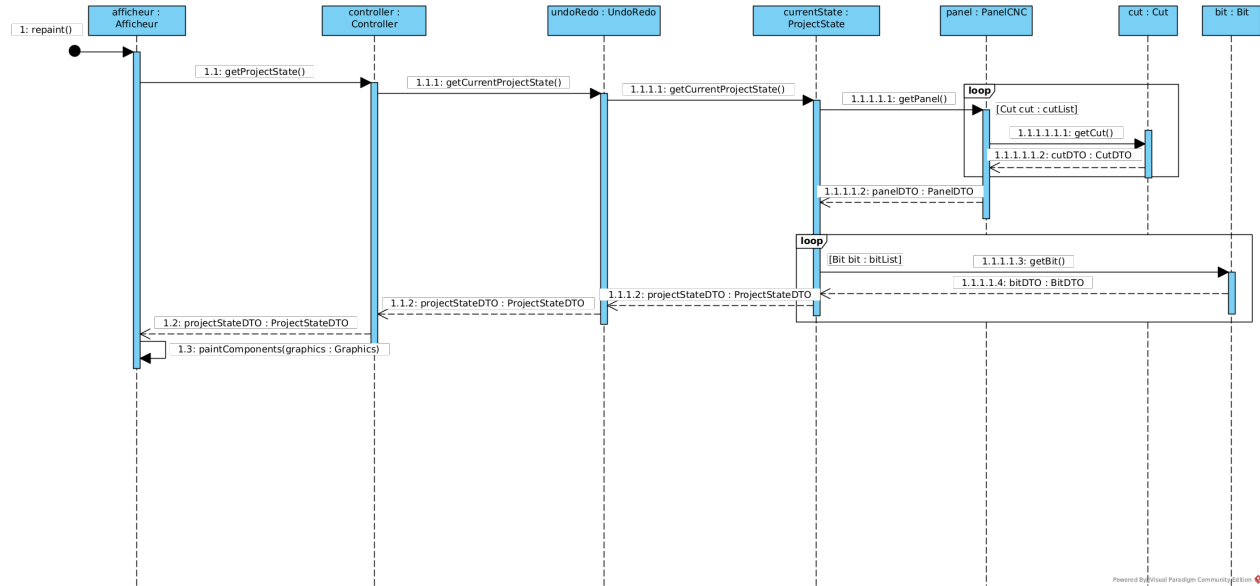 afficheur :
Afficheur
controller :
Controller
undoRedo : UndoRedo
currentState :
ProjectState
panel : PanelCNC
cut : Cut
bit : Bit
1: repaint()
1.1: getProjectState()
1.1.1: getCurrentProjectState()
1.1.1.1: getCurrentProjectState()
1.1.1.1.1: getPanel()
loop
[Cut cut : cutList]
1.1.1.1.1.1: getCut()
1.1.1.1.1.2: cutDTO : CutDTO
1.1.1.1.2: panelDTO : PanelDTO
loop
[Bit bit : bitList]
1.1.1.1.3: getBit()
1.1.1.1.4: bitDTO : BitDTO
1.1.1.2: projectStateDTO : ProjectStateDTO
1.1.2: projectStateDTO : ProjectStateDTO
1.2: projectStateDTO : ProjectStateDTO
1.3: paintComponents(graphics : Graphics)
Powered By Visual Paradigm Community Edition